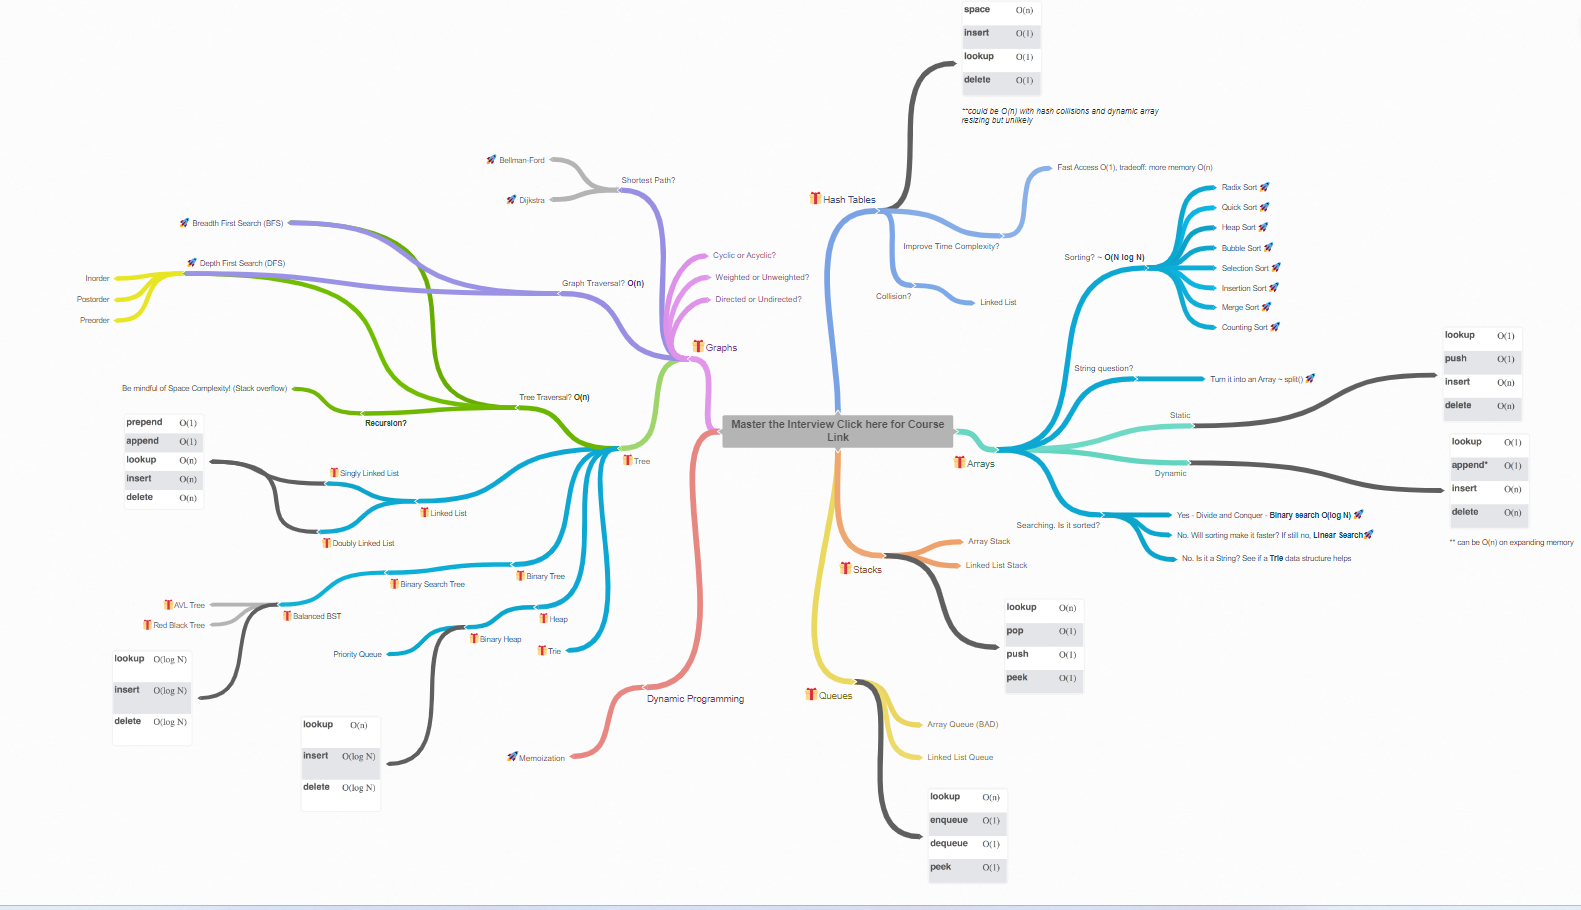 space O(n)
insert O(1)
lookup O(1)
delete O(1)
**could be O(n) with hash collisions and dynamic array
resizing but unlikely
Hash Tables
Fast Access O(1), tradeoff: more memory O(n)
Improve Time Complexity?
Collision?
Linked List
Radix Sort
Quick Sort
Heap Sort
Bubble Sort
Selection Sort
Insertion Sort
Merge Sort
Counting Sort
Sorting? ~ O(N log N)
String question?
Turn it into an Array ~ split()
Static
lookup O(1)
push O(1)
insert O(n)
delete O(n)
Dynamic
lookup O(1)
append* O(1)
insert O(n)
delete O(n)
** can be O(n) on expanding memory
Arrays
Searching. Is it sorted?
Yes - Divide and Conquer - Binary search O(log N)
No. Will sorting make it faster? If still no, Linear Search
No. Is it a String? See if a Trie data structure helps
Master the Interview Click here for Course
Link
Stacks
Array Stack
Linked List Stack
lookup O(n)
pop O(1)
push O(1)
peek O(1)
Queues
Array Queue (BAD)
Linked List Queue
lookup O(n)
enqueue O(1)
dequeue O(1)
peek O(1)
Bellman-Ford
Shortest Path?
Dijkstra
Breadth First Search (BFS)
Depth First Search (DFS)
Inorder
Postorder
Preorder
Graph Traversal? O(n)
Cyclic or Acyclic?
Weighted or Unweighted?
Directed or Undirected?
Graphs
Be mindful of Space Complexity! (Stack overflow)
Recursion?
Tree Traversal? O(n)
Tree
prepend O(1)
append O(1)
lookup O(n)
insert O(n)
delete O(n)
Singly Linked List
Linked List
Doubly Linked List
Binary Tree
Binary Search Tree
Balanced BST
AVL Tree
Red Black Tree
lookup O(log N)
insert O(log N)
delete O(log N)
Heap
Binary Heap
Priority Queue
Trie
lookup O(n)
insert O(log N)
delete O(log N)
Dynamic Programming
Memoization